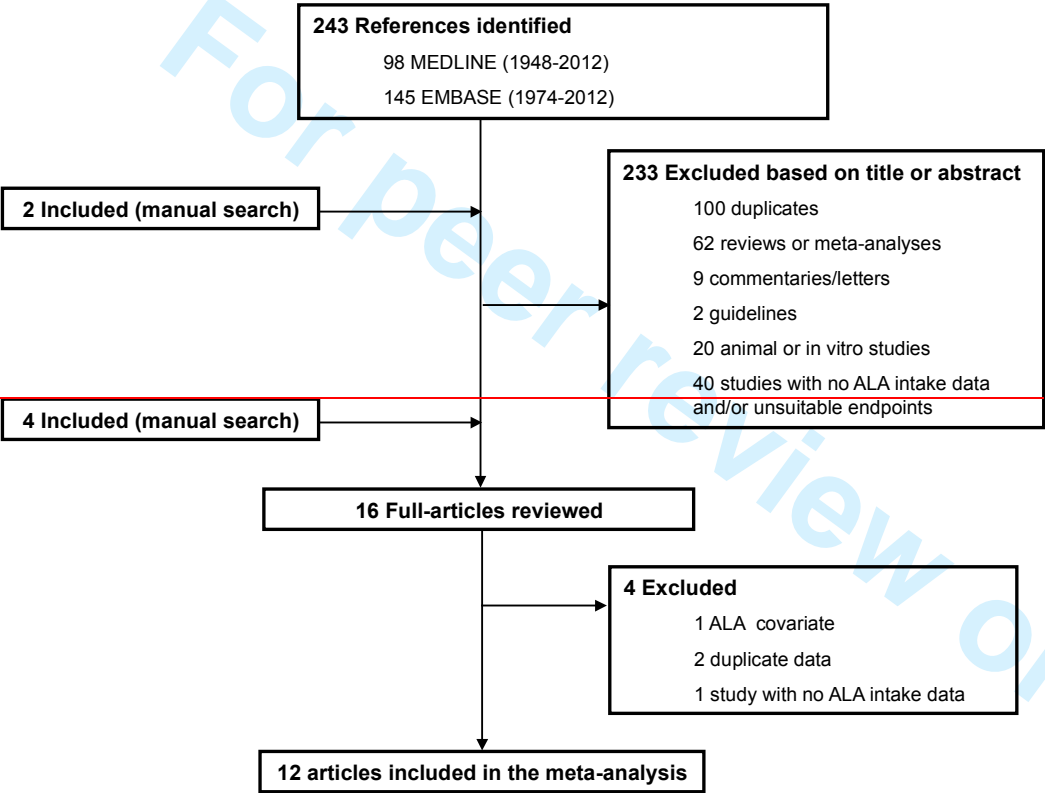 243 References identified
98 MEDLINE (1948-2012)
145 EMBASE (1974-2012)
233 Excluded based on title or abstract
100 duplicates
62 reviews or meta-analyses
9 commentaries/letters
2 guidelines
20 animal or in vitro studies
40 studies with no ALA intake data
and/or unsuitable endpoints
2 Included (manual search)
4 Included (manual search)
16 Full-articles reviewed
4 Excluded
1 ALA covariate
2 duplicate data
1 study with no ALA intake data
12 articles included in the meta-analysis
For peer review on